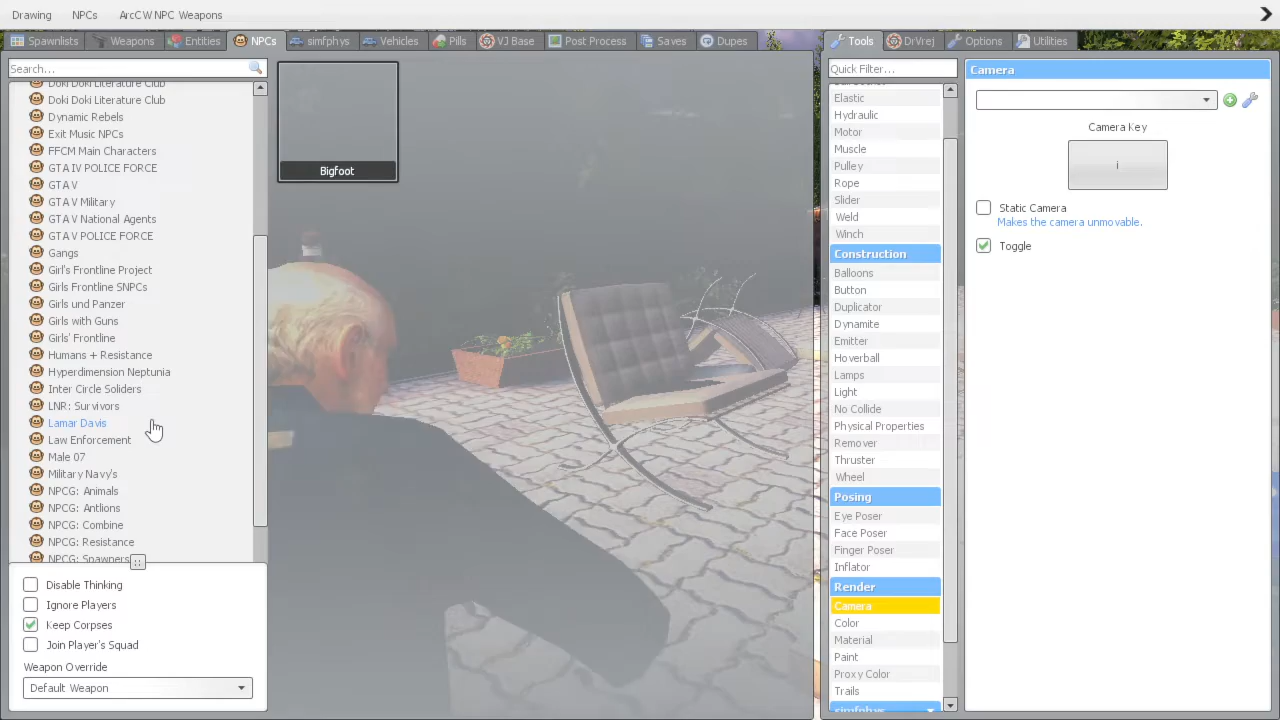 Drawing NPCs ArcCW NPC Weapons
Spawnlists Weapons Entities NPCs simfphys Vehicles Pills VJ Base Post Process Saves Dupes
Tools DrVrej Options Utilities
Search...
Doki Doki Literature Club
Doki Doki Literature Club
Dynamic Rebels
Exit Music NPCs
FFCM Main Characters
GTA IV POLICE FORCE
GTA V
GTA V Military
GTA V National Agents
GTA V POLICE FORCE
Gangs
Girl's Frontline Project
Girls Frontline SNPCs
Girls und Panzer
Girls with Guns
Girls' Frontline
Humans + Resistance
Hyperdimension Neptunia
Inter Circle Soliders
LNR: Survivors
Lamar Davis
Law Enforcement
Male 07
Military Navy's
NPCG: Animals
NPCG: Antlions
NPCG: Combine
NPCG: Resistance
NPCG: Spawners
Disable Thinking
Ignore Players
Keep Corpses
Join Player's Squad
Weapon Override
Default Weapon
Bigfoot
Quick Filter...
Elastic
Hydraulic
Motor
Muscle
Pulley
Rope
Slider
Weld
Winch
Construction
Balloons
Button
Duplicator
Dynamite
Emitter
Hoverball
Lamps
Light
No Collide
Physical Properties
Remover
Thruster
Wheel
Posing
Eye Poser
Face Poser
Finger Poser
Inflator
Render
Camera
Color
Material
Paint
Proxy Color
Trails
simfphys
Camera
Camera Key
i
Static Camera
Makes the camera unmovable.
Toggle